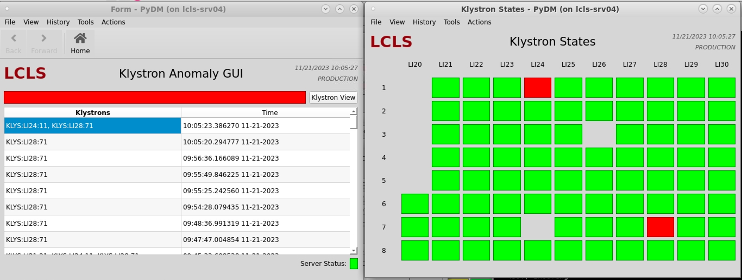 Form - PyDM (on lcls-srv04)
File View History Tools Actions
Back Forward Home
LCLS
Klystron Anomaly GUI
11/21/2023 10:05:27
PRODUCTION
Klystron View
Klystrons Time
KLYS:LI24:11, KLYS:LI28:71 10:05:23.386270 11-21-2023
KLYS:LI28:71 10:05:20.294777 11-21-2023
KLYS:LI28:71 09:56:36.166089 11-21-2023
KLYS:LI28:71 09:55:49.846225 11-21-2023
KLYS:LI28:71 09:55:25.242560 11-21-2023
KLYS:LI28:71 09:54:28.079435 11-21-2023
KLYS:LI28:71 09:48:36.991319 11-21-2023
KLYS:LI28:71 09:47:47.004854 11-21-2023
Server Status:
Klystron States - PyDM (on lcls-srv04)
File View History Tools Actions
LCLS
Klystron States
11/21/2023 10:05:27
PRODUCTION
LI20 LI21 LI22 LI23 LI24 LI25 LI26 LI27 LI28 LI29 LI30
1
2
3
4
5
6
7
8